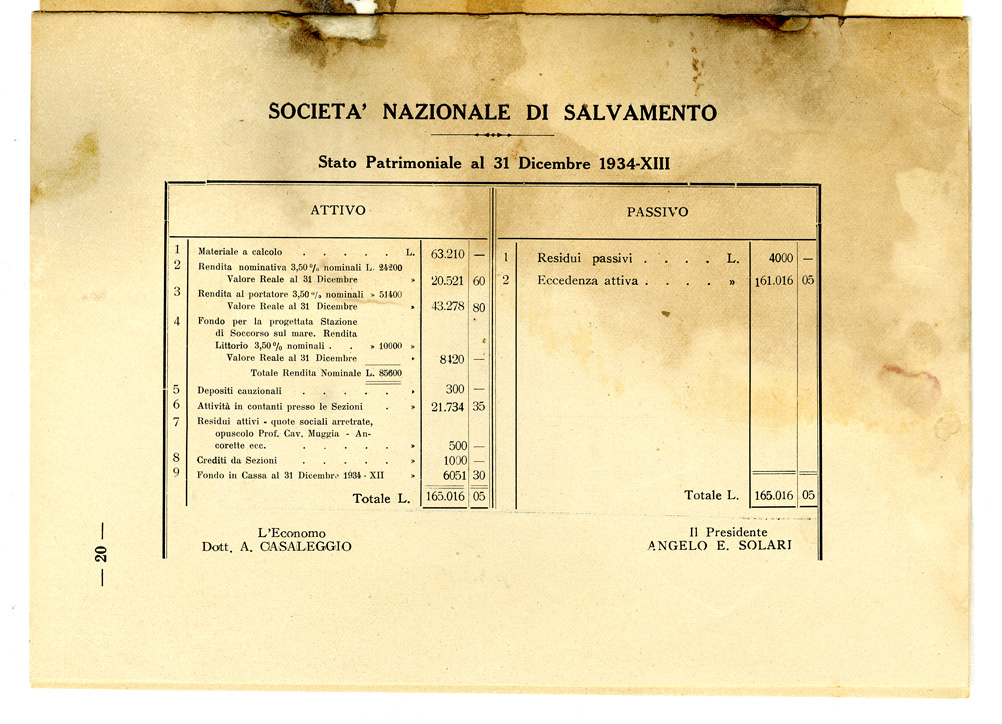 SOCIETA' NAZIONALE DI SALVAMENTO
Stato Patrimoniale al 31 Dicembre 1934-XIII
ATTIVO
1 Materiale a calcolo . . . . . L. 63.210 —
2 Rendita nominativa 3,50% nominali L. 24200
Valore Reale al 31 Dicembre » 20.521 60
3 Rendita al portatore 3,50% nominali » 51400
Valore Reale al 31 Dicembre » 43.278 80
4 Fondo per la progettata Stazione
di Soccorso sul mare. Rendita
Littorio 3,50% nominali . . » 10000 »
Valore Reale al 31 Dicembre » 8420 —
Totale Rendita Nominale L. 85600
5 Depositi cauzionali . . . . . » 300 —
6 Attività in contanti presso le Sezioni . » 21.734 35
7 Residui attivi - quote sociali arretrate,
opuscolo Prof. Cav. Muggia - An-
corette ecc. . . . . . » 500 —
8 Crediti da Sezioni . . . . . » 1000 —
9 Fondo in Cassa al 31 Dicembre 1934 - XII » 6051 30
Totale L. 165.016 05
PASSIVO
1 Residui passivi . . . . L. 4000 —
2 Eccedenza attiva . . . . » 161.016 05
Totale L. 165.016 05
L'Economo
Dott. A. CASALEGGIO
Il Presidente
ANGELO E. SOLARI
— 20 —